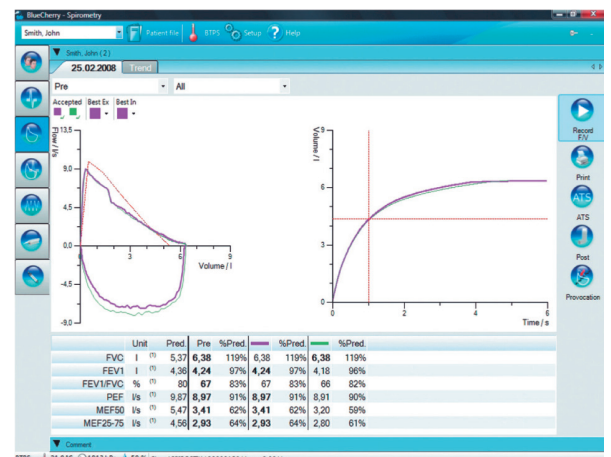 BlueCherry - Spirometry
Smith, John Patient file BTPS Setup Help
Smith, John ( 2 )
25.02.2008 Trend
Pre All
Accepted Best Ex Best In
Flow / l/s
13,5
9,0
4,5
0,0
-4,5
-9,0
0 3 6 9
Volume / l
Volume / l
9
6
3
0
0 2 4 6
Time / s
Record F/V
Print
ATS
ATS
Post
Provocation
Unit Pred. Pre %Pred. %Pred. %Pred.
FVC l (1) 5,37 6,38 119% 6,38 119% 6,38 119%
FEV1 l (1) 4,36 4,24 97% 4,24 97% 4,18 96%
FEV1/FVC % (1) 80 67 83% 67 83% 66 82%
PEF l/s (1) 9,87 8,97 91% 8,97 91% 8,91 90%
MEF50 l/s (1) 5,47 3,41 62% 3,41 62% 3,20 59%
MEF25-75 l/s (1) 4,56 2,93 64% 2,93 64% 2,80 61%
Comment